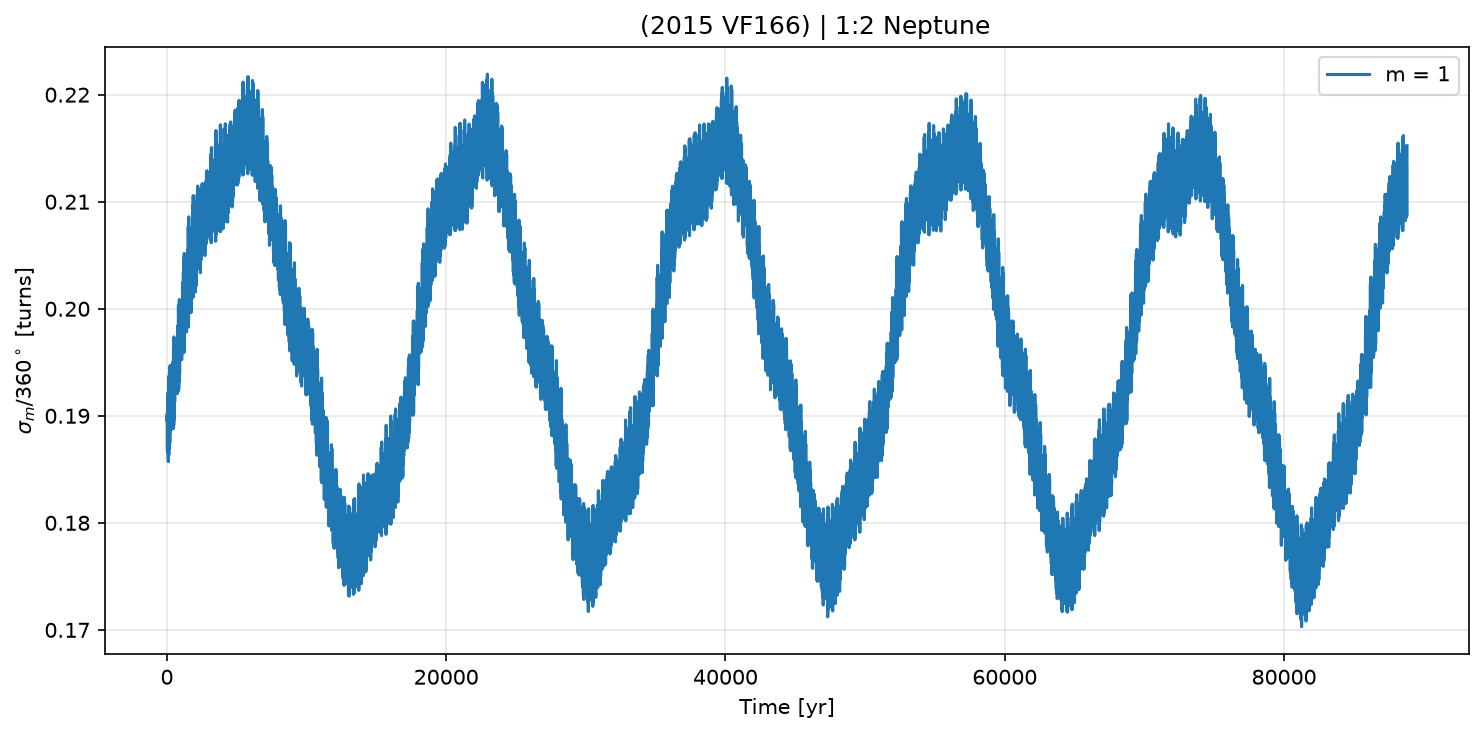 (2015 VF166) | 1:2 Neptune
m = 1
σₘ/360° [turns]
0.22
0.21
0.20
0.19
0.18
0.17
0 20000 40000 60000 80000
Time [yr]